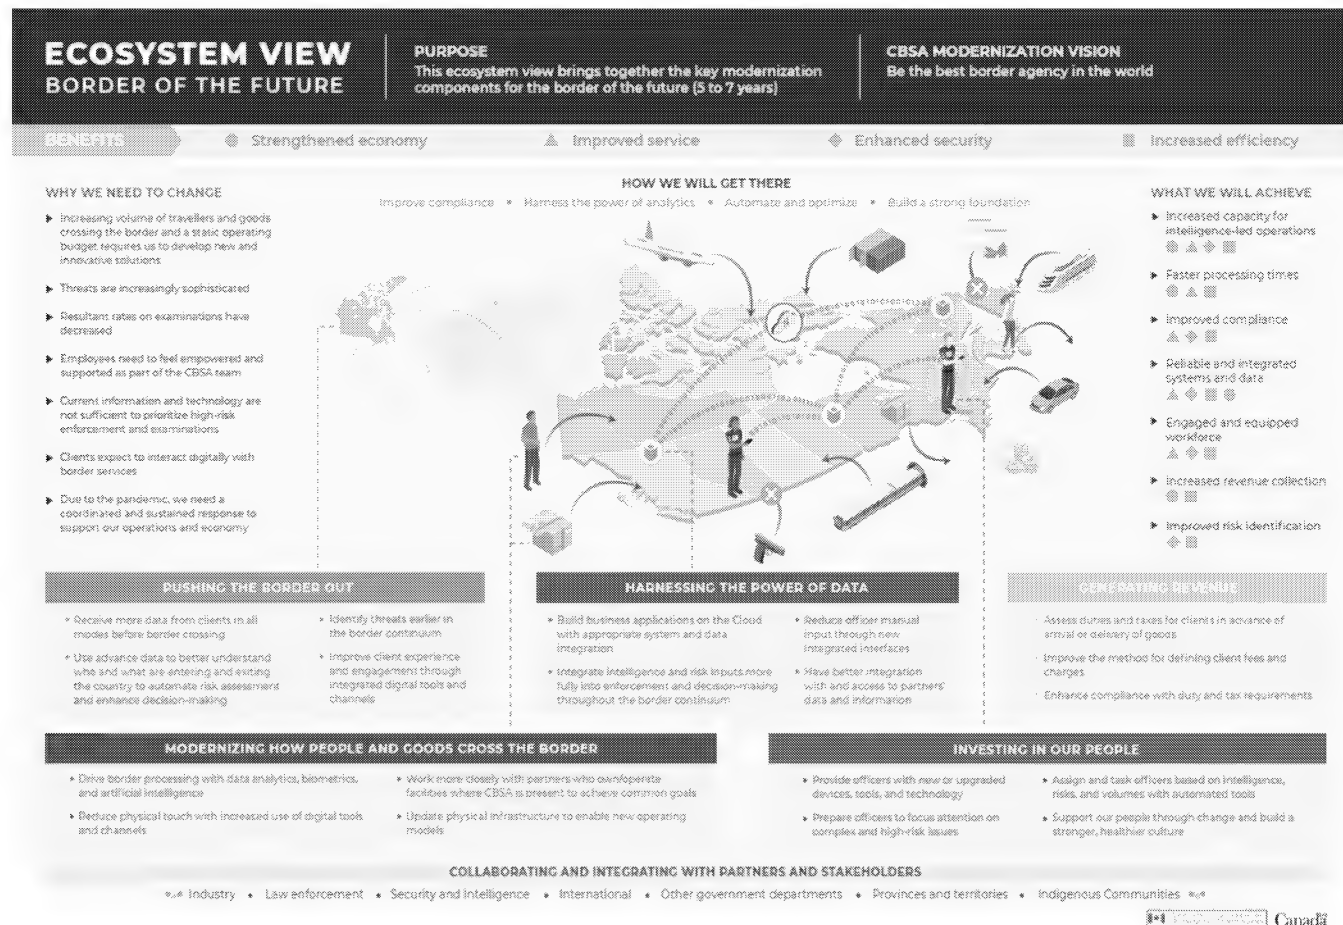 ECOSYSTEM VIEW
BORDER OF THE FUTURE
PURPOSE
This ecosystem view brings together the key modernization
components for the border of the future (5 to 7 years)
CBSA MODERNIZATION VISION
Be the best border agency in the world
BENEFITS
Strengthened economy
Improved service
Enhanced security
Increased efficiency
WHY WE NEED TO CHANGE
Increasing volume of travellers and goods
crossing the border and a static operating
budget requires us to develop new and
innovative solutions
Threats are increasingly sophisticated
Resultant rates on examinations have
decreased
Employees need to feel empowered and
supported as part of the CBSA team
Current information and technology are
not sufficient to prioritize high-risk
enforcement and examinations
Clients expect to interact digitally with
border services
Due to the pandemic, we need a
coordinated and sustained response to
support our operations and economy
HOW WE WILL GET THERE
Improve compliance • Harness the power of analytics • Automate and optimize • Build a strong foundation
WHAT WE WILL ACHIEVE
Increased capacity for
intelligence-led operations
Faster processing times
Improved compliance
Reliable and integrated
systems and data
Engaged and equipped
workforce
Increased revenue collection
Improved risk identification
PUSHING THE BORDER OUT
Receive more data from clients in all
modes before border crossing
Use advance data to better understand
who and what are entering and exiting
the country to automate risk assessment
and enhance decision-making
Identify threats earlier in
the border continuum
Improve client experience
and engagement through
integrated digital tools and
channels
HARNESSING THE POWER OF DATA
Build business applications on the Cloud
with appropriate system and data
integration
Integrate intelligence and risk inputs more
fully into enforcement and decision-making
throughout the border continuum
Reduce officer manual
input through new
integrated interfaces
Have better integration
with and access to partners'
data and information
GENERATING REVENUE
Assess duties and taxes for clients in advance of
arrival or delivery of goods
Improve the method for defining client fees and
charges
Enhance compliance with duty and tax requirements
MODERNIZING HOW PEOPLE AND GOODS CROSS THE BORDER
Drive border processing with data analytics, biometrics,
and artificial intelligence
Reduce physical touch with increased use of digital tools
and channels
Work more closely with partners who own/operate
facilities where CBSA is present to achieve common goals
Update physical infrastructure to enable new operating
models
INVESTING IN OUR PEOPLE
Provide officers with new or upgraded
devices, tools, and technology
Prepare officers to focus attention on
complex and high-risk issues
Assign and task officers based on intelligence,
risks, and volumes with automated tools
Support our people through change and build a
stronger, healthier culture
COLLABORATING AND INTEGRATING WITH PARTNERS AND STAKEHOLDERS
Industry • Law enforcement • Security and Intelligence • International • Other government departments • Provinces and territories • Indigenous Communities
Canada